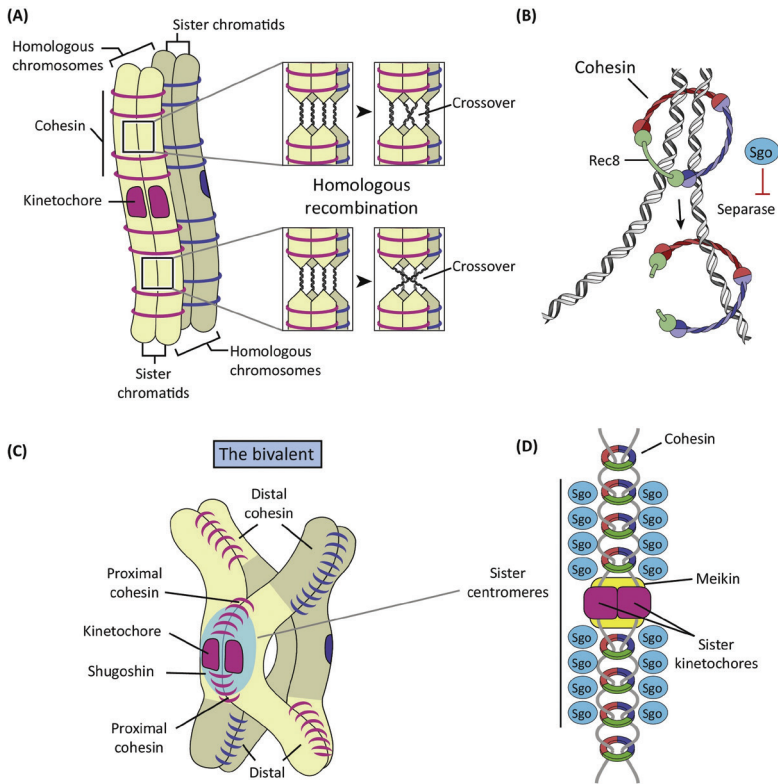 (A)
Sister chromatids
Homologous
chromosomes
Cohesin
Kinetochore
Crossover
Homologous
recombination
Crossover
Homologous
chromosomes
Sister
chromatids
(B)
Cohesin
Rec8
Sgo
Separase
(C)
The bivalent
Distal
cohesin
Proximal
cohesin
Kinetochore
Shugoshin
Proximal
cohesin
Distal
Sister
centromeres
(D)
Cohesin
Sgo Sgo
Sgo Sgo
Sgo Sgo
Sgo Sgo
Meikin
Sister
kinetochores
Sgo Sgo
Sgo Sgo
Sgo Sgo
Sgo Sgo